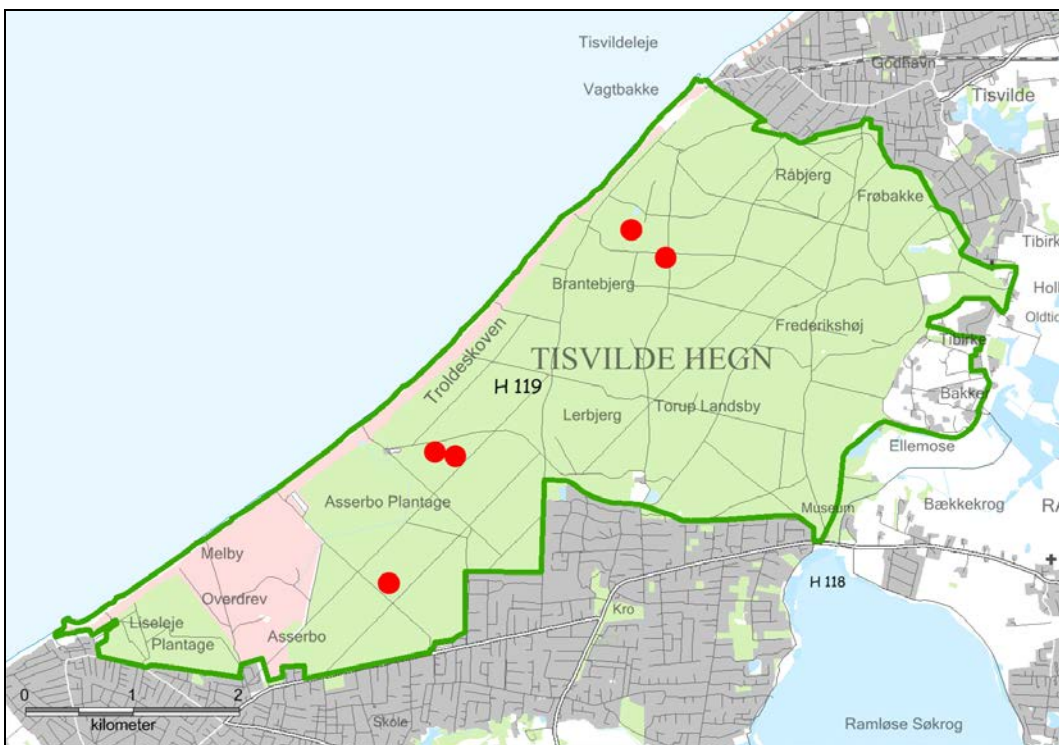 Tisvildeleje
Godhavn
Vagtbakke
Tisvilde
Råbjerg
Frøbakke
Tibirk
Brantebjerg
Holl
Oldtid
Frederikshøj
Tibirke
Troldeskoven
TISVILDE HEGN
H 119
Bakker
Lerbjerg
Torup Landsby
Ellemose
Asserbo Plantage
Museum
Bækkekrog
RA
Melby
Overdrev
H 118
Kro
Liseleje
Plantage
Asserbo
0 1 2
kilometer
Skole
Ramløse Søkrog